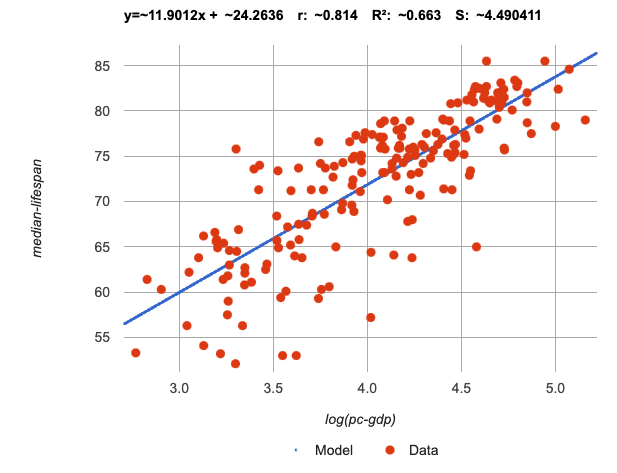 y=~11.9012x + ~24.2636 r: ~0.814 R²: ~0.663 S: ~4.490411
85
80
75
70
65
60
55
median-lifespan
3.0 3.5 4.0 4.5 5.0
log(pc-gdp)
Model Data